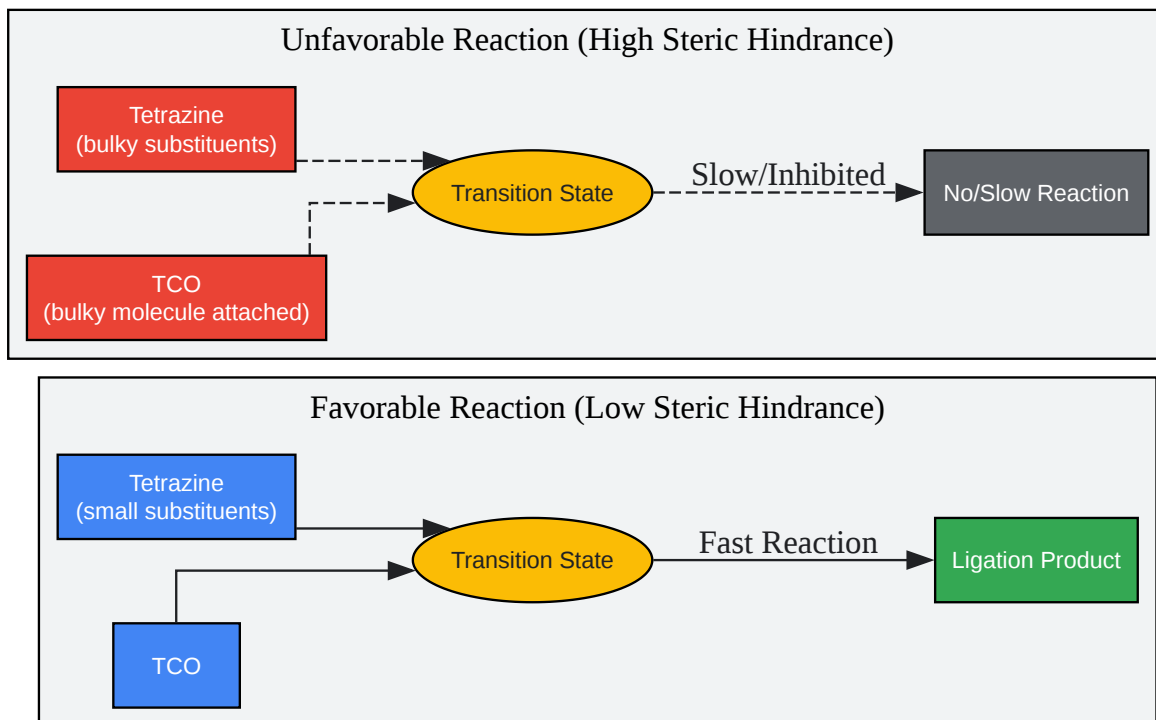 Unfavorable Reaction (High Steric Hindrance)
Tetrazine
(bulky substituents)
Transition State
Slow/Inhibited
No/Slow Reaction
TCO
(bulky molecule attached)
Favorable Reaction (Low Steric Hindrance)
Tetrazine
(small substituents)
Transition State
Fast Reaction
Ligation Product
TCO